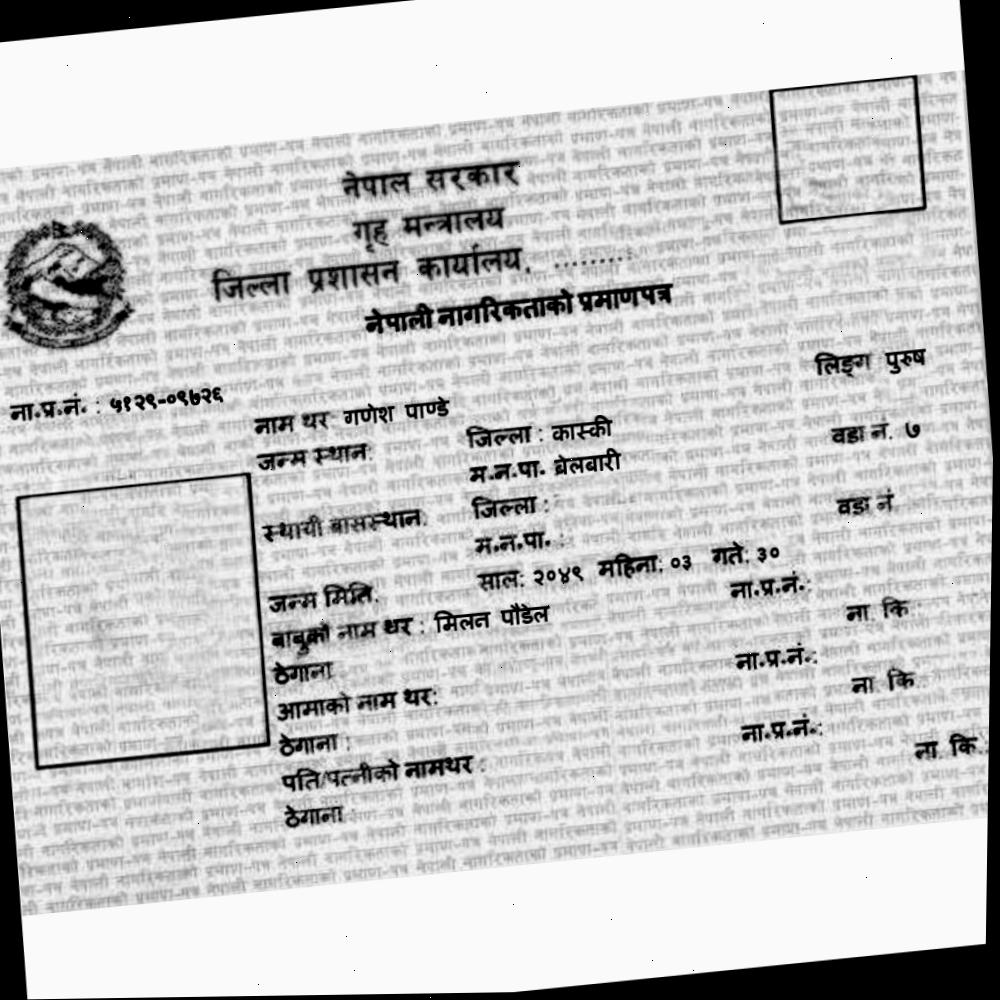 नेपाल सरकार
गृह मन्त्रालय
जिल्ला प्रशासन कार्यालय, .........
नेपाली नागरिकताको प्रमाणपत्र
लिङ्ग पुरुष
ना.प्र.नं. : ५१२९-०९७२६
नाम थर गणेश पाण्डे
जन्म स्थान: जिल्ला : कास्की वडा नं. ७
म.न.पा. बेलबारी
स्थायी बासस्थान: जिल्ला : वडा नं
म.न.पा. :
जन्म मिति: साल: २०४९ महिना: ०३ गते: ३०
बाबुको नाम थर : मिलन पौडेल ना.प्र.नं.:
ठेगाना ना कि :
आमाको नाम थर: ना.प्र.नं.:
ठेगाना : ना. कि :
पति/पत्नीको नामथर : ना.प्र.नं.:
ठेगाना ना. कि.: